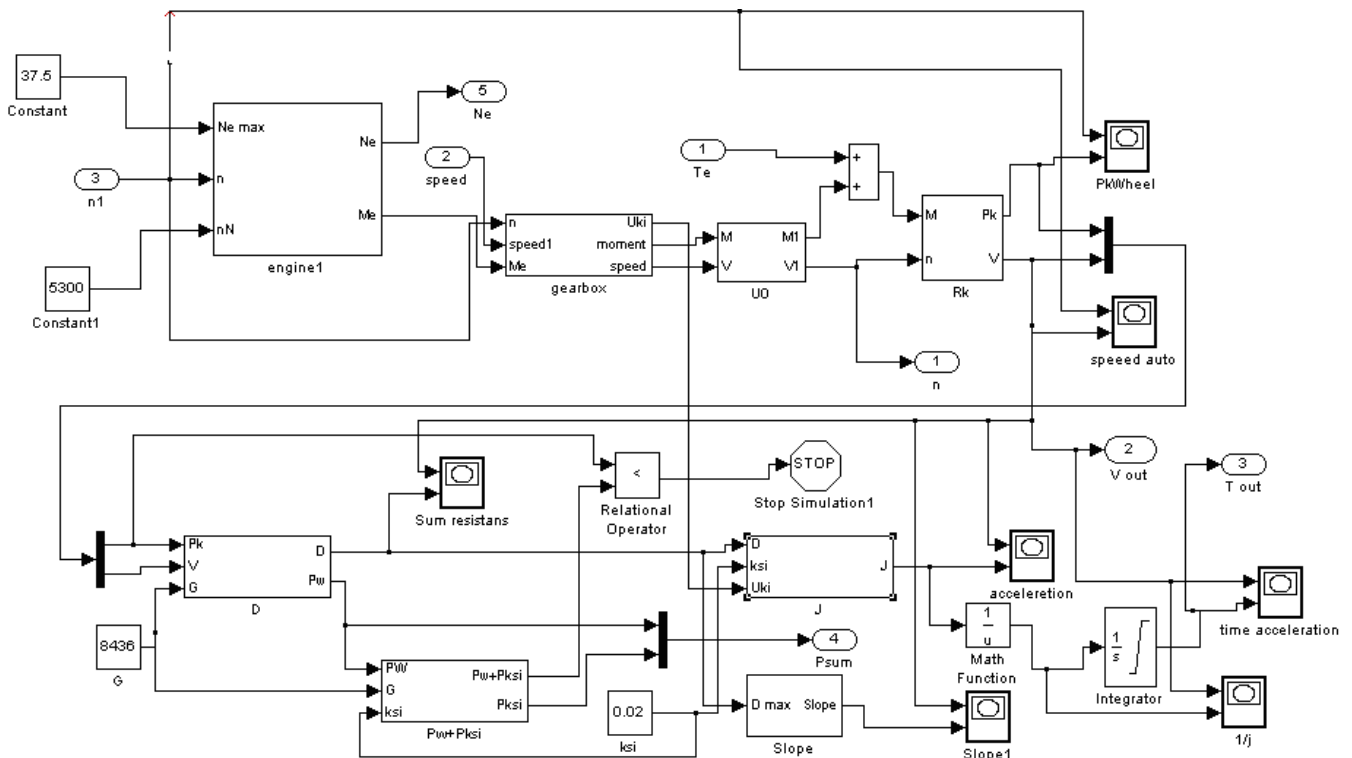 37.5
Constant
3
n1
5300
Constant1
Ne max
n
nN
Ne
Me
engine1
5
Ne
2
speed
n
speed1
Me
Uki
moment
speed
gearbox
1
Te
+
+
M
V
M1
V1
U0
M
n
Pk
V
Rk
PkWheel
speeed auto
1
n
2
V out
3
T out
Sum resistans
<
Relational
Operator
STOP
Stop Simulation1
Pk
V
G
D
Pw
D
8436
G
PW
G
ksi
Pw+Pksi
Pksi
Pw+Pksi
0.02
ksi
4
Psum
D
ksi
Uki
J
J
D max
Slope
Slope
Slope1
acceleretion
1
u
Math
Function
1
s
Integrator
time acceleration
1/j